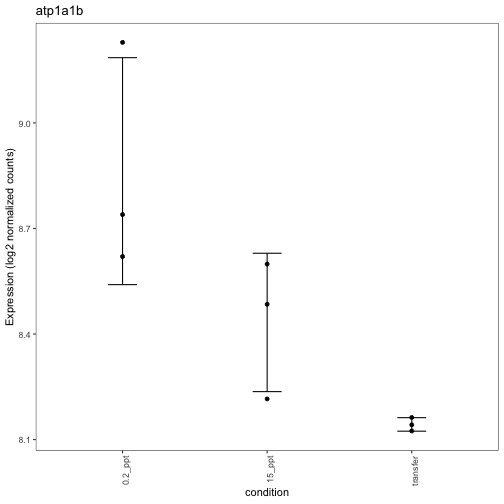 atp1a1b
Expression (log2 normalized counts)
9.0
8.7
8.4
8.1
0.2_ppt
15_ppt
transfer
condition